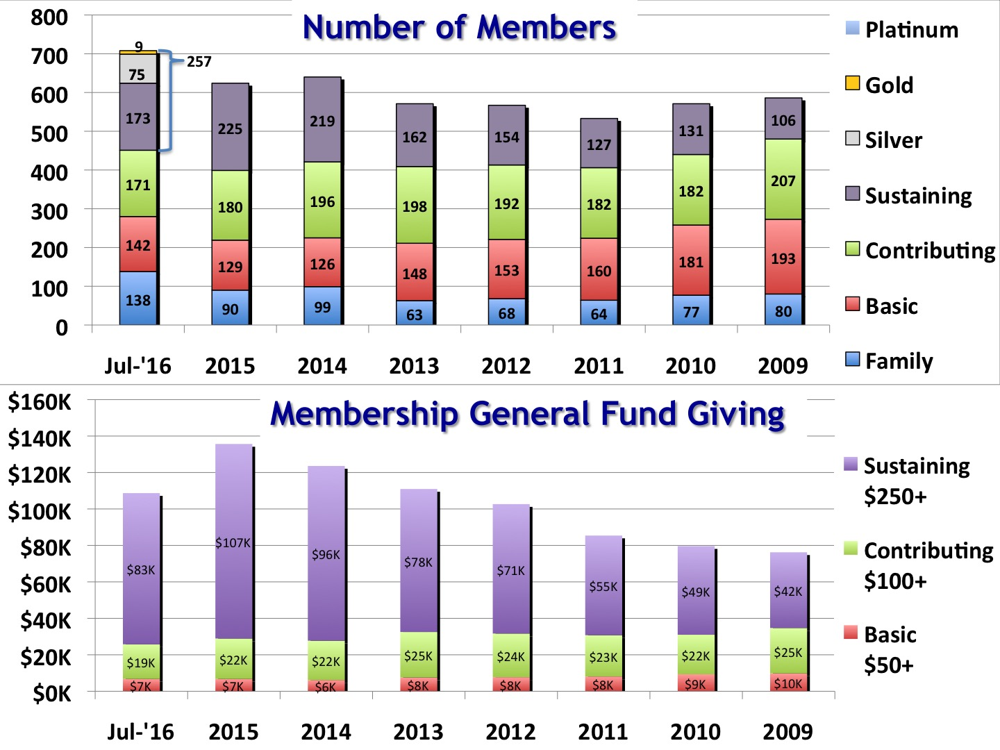 Number of Members
800
700
600
500
400
300
200
100
0
9
75
173
171
142
138
257
225
180
129
90
219
196
126
99
162
198
148
63
154
192
153
68
127
182
160
64
131
182
181
77
106
207
193
80
Jul-'16 2015 2014 2013 2012 2011 2010 2009
Platinum
Gold
Silver
Sustaining
Contributing
Basic
Family
Membership General Fund Giving
$160K
$140K
$120K
$100K
$80K
$60K
$40K
$20K
$0K
$83K
$19K
$7K
$107K
$22K
$7K
$96K
$22K
$6K
$78K
$25K
$8K
$71K
$24K
$8K
$55K
$23K
$8K
$49K
$22K
$9K
$42K
$25K
$10K
Jul-'16 2015 2014 2013 2012 2011 2010 2009
Sustaining
$250+
Contributing
$100+
Basic
$50+